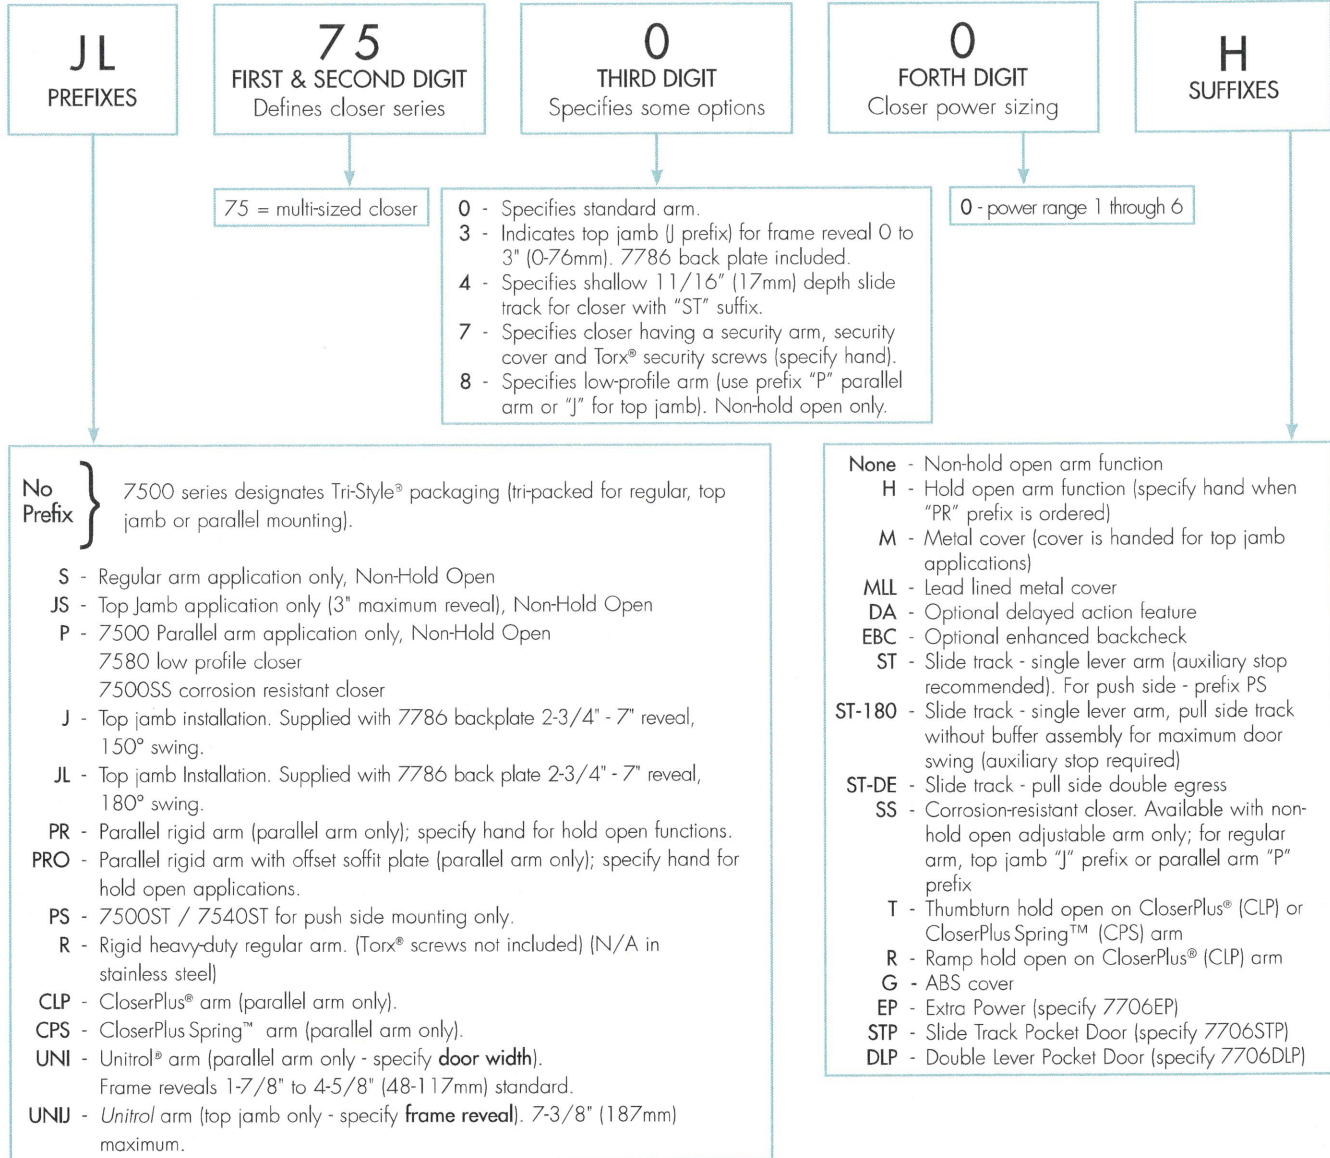 JL
PREFIXES
75
FIRST & SECOND DIGIT
Defines closer series
0
THIRD DIGIT
Specifies some options
0
FORTH DIGIT
Closer power sizing
H
SUFFIXES
75 = multi-sized closer
0 - Specifies standard arm.
3 - Indicates top jamb (J prefix) for frame reveal 0 to
3" (0-76mm). 7786 back plate included.
4 - Specifies shallow 11/16" (17mm) depth slide
track for closer with "ST" suffix.
7 - Specifies closer having a security arm, security
cover and Torx® security screws (specify hand).
8 - Specifies low-profile arm (use prefix "P" parallel
arm or "J" for top jamb). Non-hold open only.
0 - power range 1 through 6
No
Prefix
7500 series designates Tri-Style® packaging (tri-packed for regular, top
jamb or parallel mounting).
S - Regular arm application only, Non-Hold Open
JS - Top Jamb application only (3" maximum reveal), Non-Hold Open
P - 7500 Parallel arm application only, Non-Hold Open
7580 low profile closer
7500SS corrosion resistant closer
J - Top jamb installation. Supplied with 7786 backplate 2-3/4" - 7" reveal,
150° swing.
JL - Top jamb Installation. Supplied with 7786 back plate 2-3/4" - 7" reveal,
180° swing.
PR - Parallel rigid arm (parallel arm only); specify hand for hold open functions.
PRO - Parallel rigid arm with offset soffit plate (parallel arm only); specify hand for
hold open applications.
PS - 7500ST / 7540ST for push side mounting only.
R - Rigid heavy-duty regular arm. (Torx® screws not included) (N/A in
stainless steel)
CLP - CloserPlus® arm (parallel arm only).
CPS - CloserPlus Spring™ arm (parallel arm only).
UNI - Unitrol® arm (parallel arm only - specify door width).
Frame reveals 1-7/8" to 4-5/8" (48-117mm) standard.
UNIJ - Unitrol arm (top jamb only - specify frame reveal). 7-3/8" (187mm)
maximum.
None - Non-hold open arm function
H - Hold open arm function (specify hand when
"PR" prefix is ordered)
M - Metal cover (cover is handed for top jamb
applications)
MLL - Lead lined metal cover
DA - Optional delayed action feature
EBC - Optional enhanced backcheck
ST - Slide track - single lever arm (auxiliary stop
recommended). For push side - prefix PS
ST-180 - Slide track - single lever arm, pull side track
without buffer assembly for maximum door
swing (auxiliary stop required)
ST-DE - Slide track - pull side double egress
SS - Corrosion-resistant closer. Available with non-
hold open adjustable arm only; for regular
arm, top jamb "J" prefix or parallel arm "P"
prefix
T - Thumbturn hold open on CloserPlus® (CLP) or
CloserPlus Spring™ (CPS) arm
R - Ramp hold open on CloserPlus® (CLP) arm
G - ABS cover
EP - Extra Power (specify 7706EP)
STP - Slide Track Pocket Door (specify 7706STP)
DLP - Double Lever Pocket Door (specify 7706DLP)